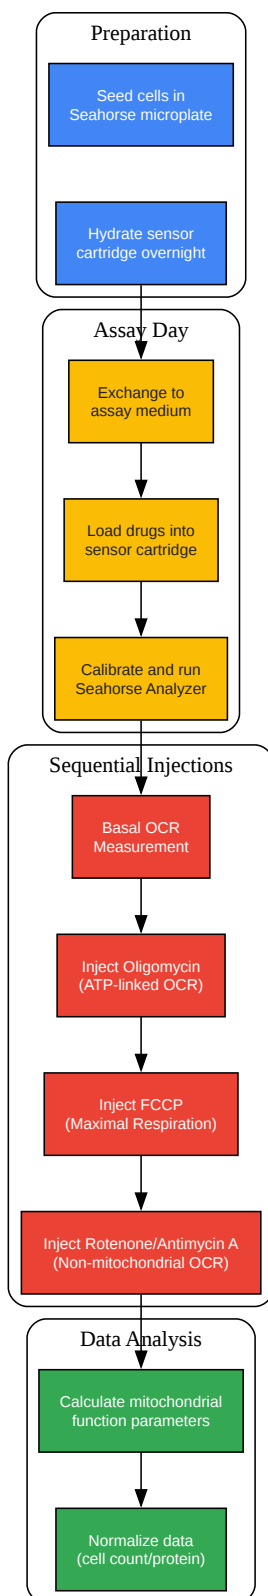 Preparation
Seed cells in
Seahorse microplate
Hydrate sensor
cartridge overnight
Assay Day
Exchange to
assay medium
Load drugs into
sensor cartridge
Calibrate and run
Seahorse Analyzer
Sequential Injections
Basal OCR
Measurement
Inject Oligomycin
(ATP-linked OCR)
Inject FCCP
(Maximal Respiration)
Inject Rotenone/Antimycin A
(Non-mitochondrial OCR)
Data Analysis
Calculate mitochondrial
function parameters
Normalize data
(cell count/protein)